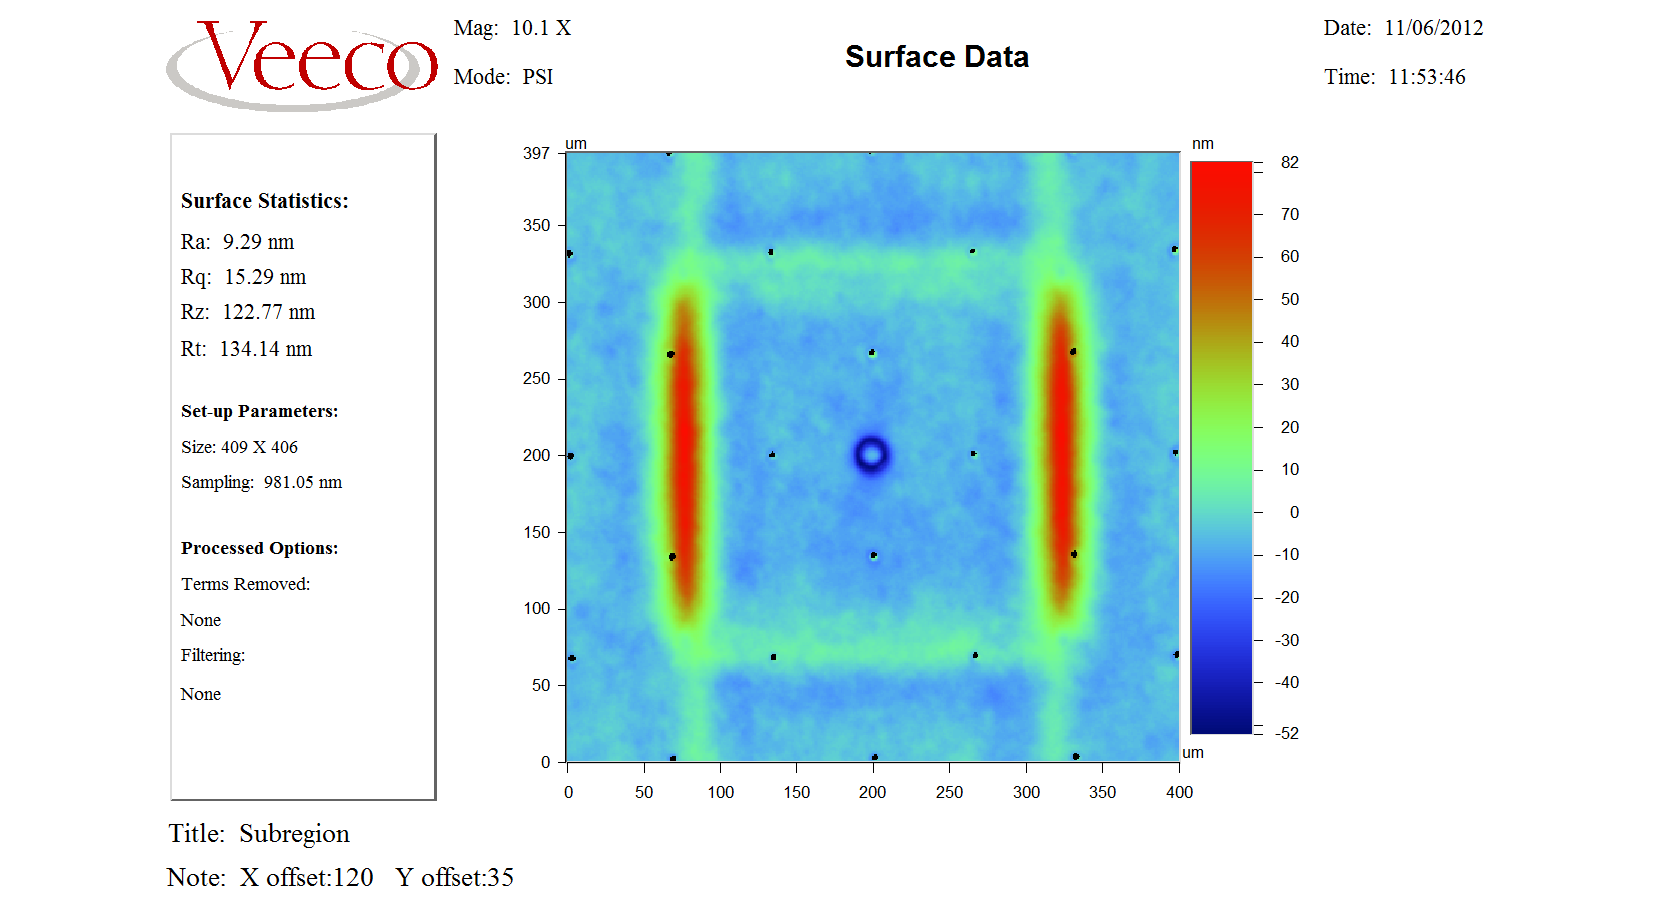 Veeco
Mag: 10.1 X
Mode: PSI
Surface Data
Date: 11/06/2012
Time: 11:53:46
Surface Statistics:
Ra: 9.29 nm
Rq: 15.29 nm
Rz: 122.77 nm
Rt: 134.14 nm
Set-up Parameters:
Size: 409 X 406
Sampling: 981.05 nm
Processed Options:
Terms Removed:
None
Filtering:
None
um
397
350
300
250
200
150
100
50
0
0 50 100 150 200 250 300 350 400
um
nm
82
70
60
50
40
30
20
10
0
-10
-20
-30
-40
-52
Title: Subregion
Note: X offset:120 Y offset:35